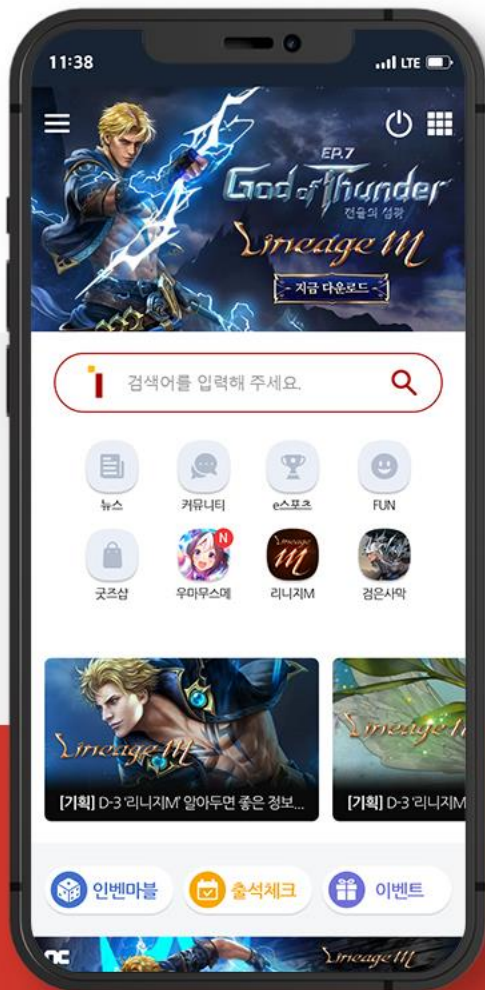 11:38
LTE
EP.7
God of Thunder
전율의 섬광
Lineage M
지금 다운로드
검색어를 입력해 주세요.
뉴스
커뮤니티
e스포츠
FUN
굿즈샵
N
우마무스메
Lineage
M
리니지M
검은사막
Lineage M
[기획] D-3 '리니지M' 알아두면 좋은 정보...
[기획] D-3 '리니지M
인벤마블
출석체크
이벤트
nc
Lineage M